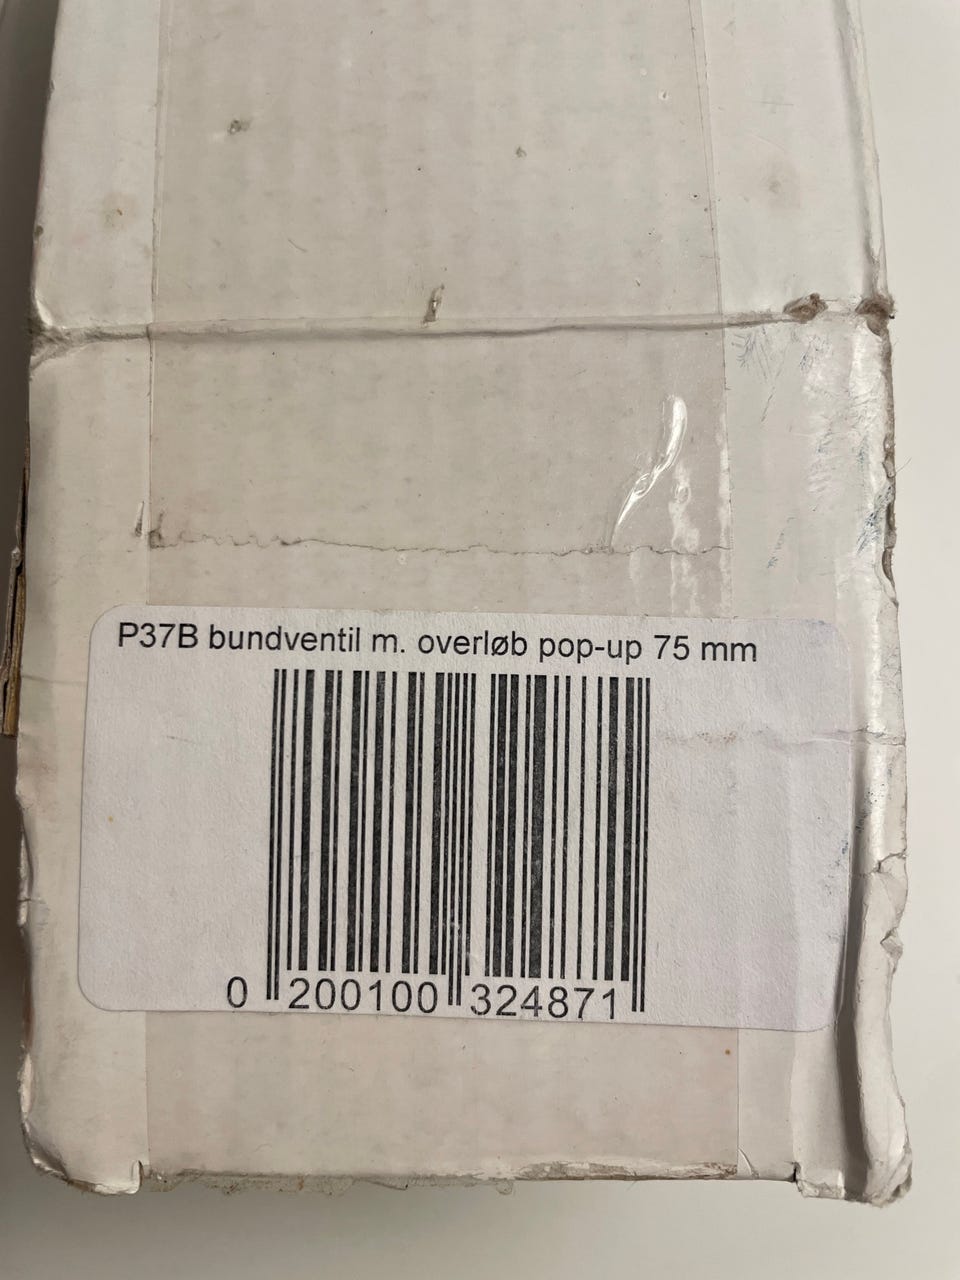 P37B bundventil m. overløb pop-up 75 mm
0 200100 324871